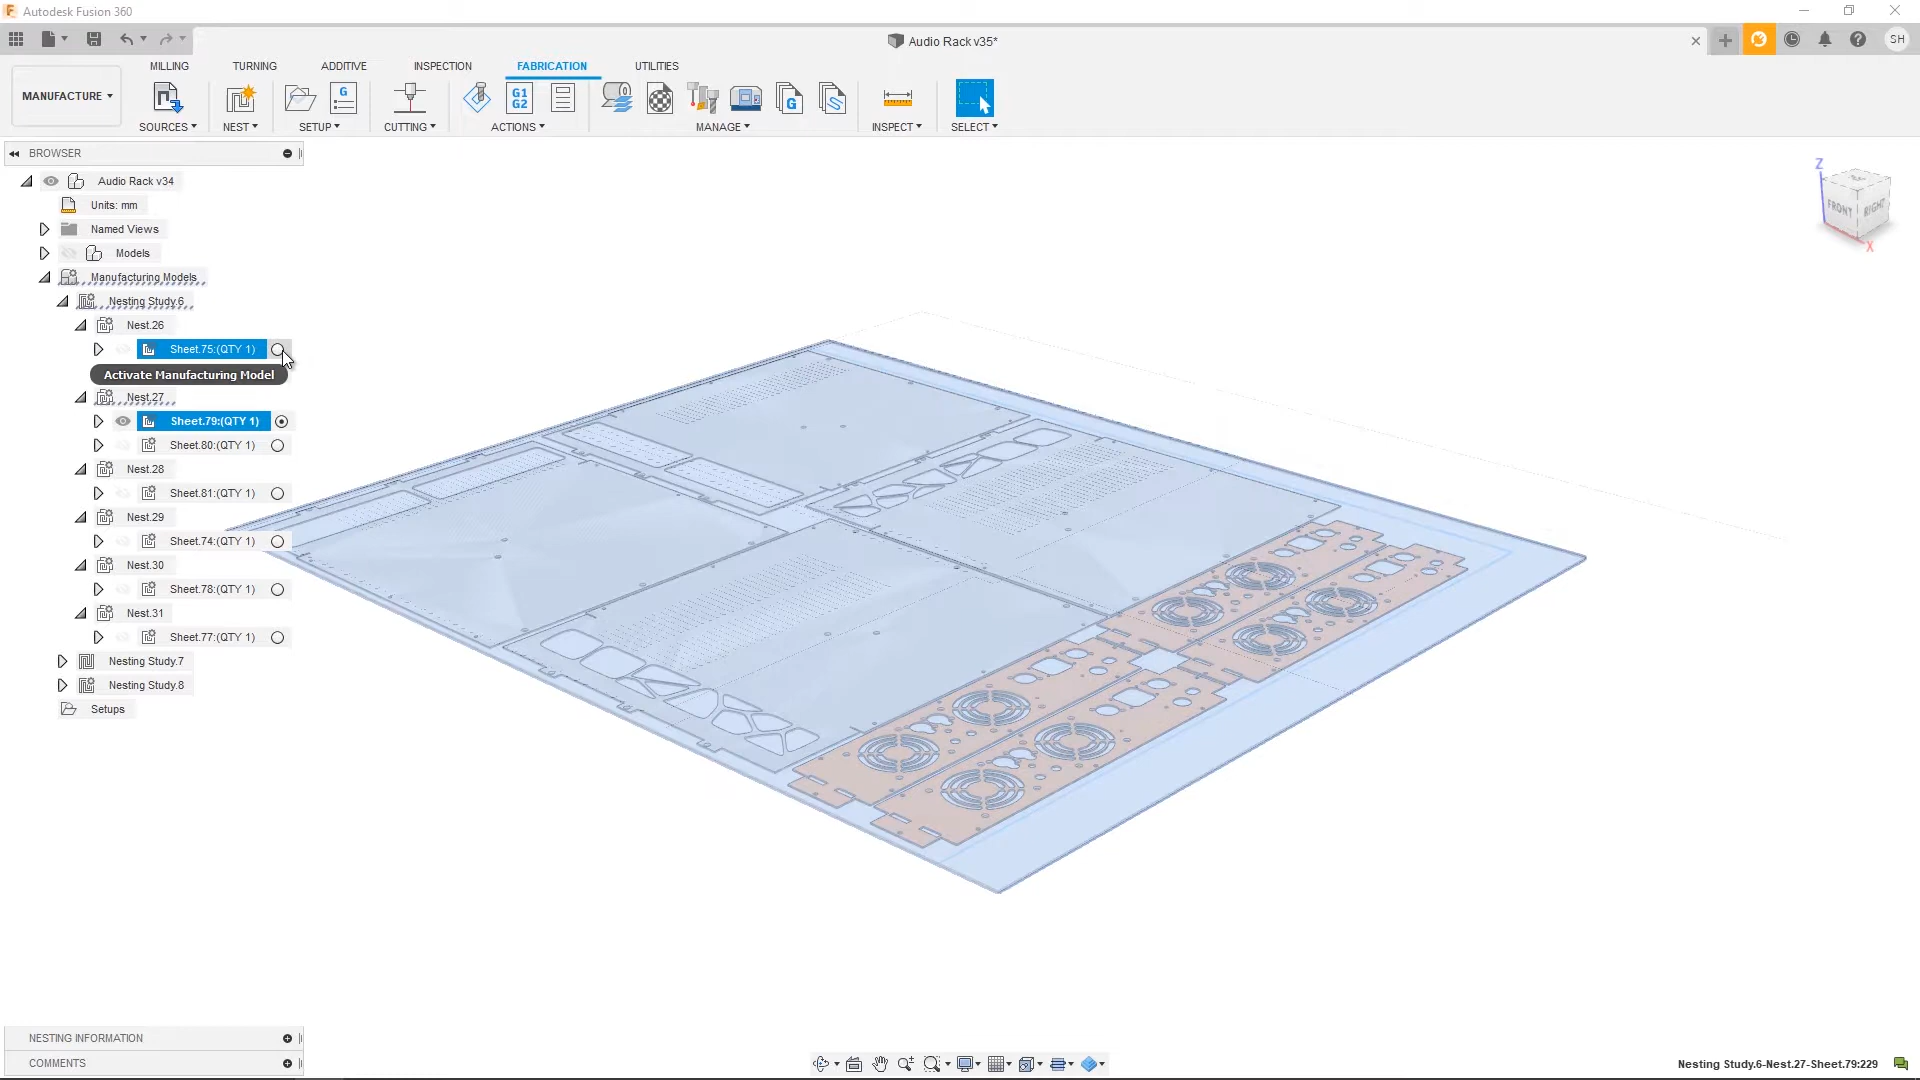 Autodesk Fusion 360
Audio Rack v35*
SH
MILLING
TURNING
ADDITIVE
INSPECTION
FABRICATION
UTILITIES
MANUFACTURE
G
G1
G2
G
SOURCES
NEST
SETUP
CUTTING
ACTIONS
MANAGE
INSPECT
SELECT
BROWSER
Audio Rack v34
Units: mm
Named Views
Models
Manufacturing Models
Nesting Study.6
Nest.26
Sheet.75:(QTY 1)
Activate Manufacturing Model
Nest.27
Sheet.79:(QTY 1)
Sheet.80:(QTY 1)
Nest.28
Sheet.81:(QTY 1)
Nest.29
Sheet.74:(QTY 1)
Nest.30
Sheet.78:(QTY 1)
Nest.31
Sheet.77:(QTY 1)
Nesting Study.7
Nesting Study.8
Setups
Z
FRONT
RIGHT
X
NESTING INFORMATION
COMMENTS
Nesting Study.6-Nest.27-Sheet.79:229